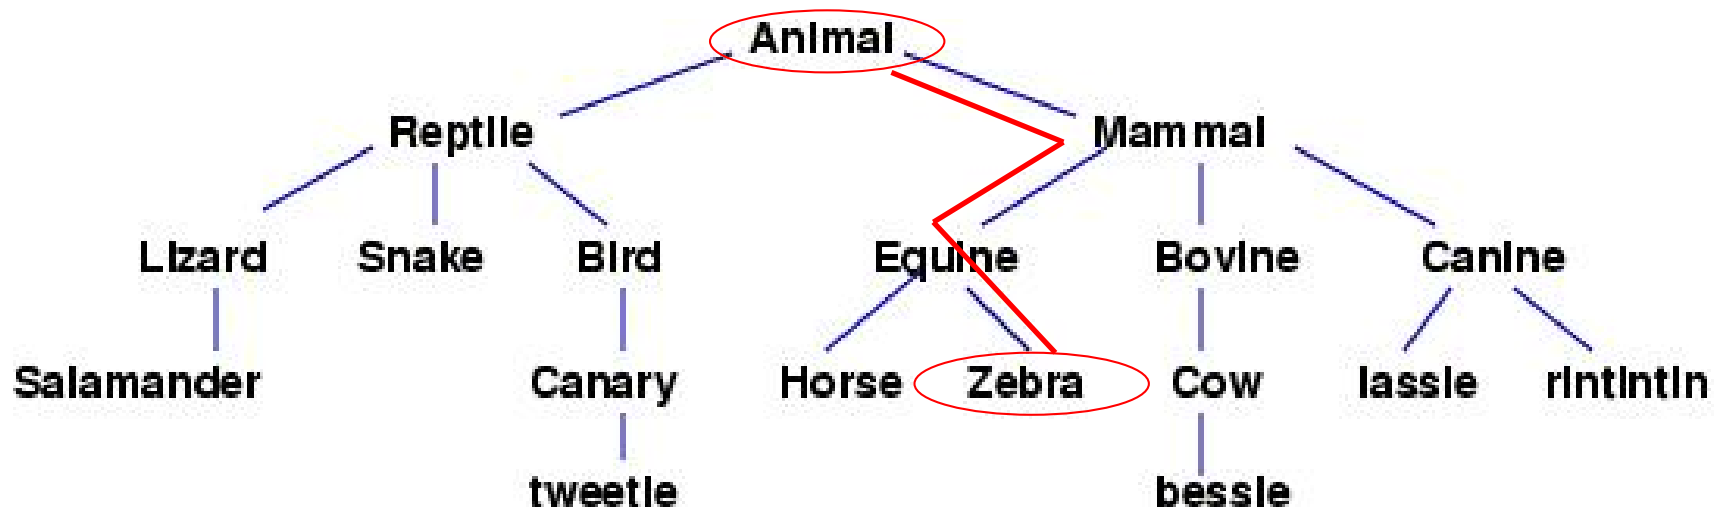 Animal
Reptile Mammal
Lizard Snake Bird Equine Bovine Canine
Salamander Canary Horse Zebra Cow lassie rintintin
tweetie bessie